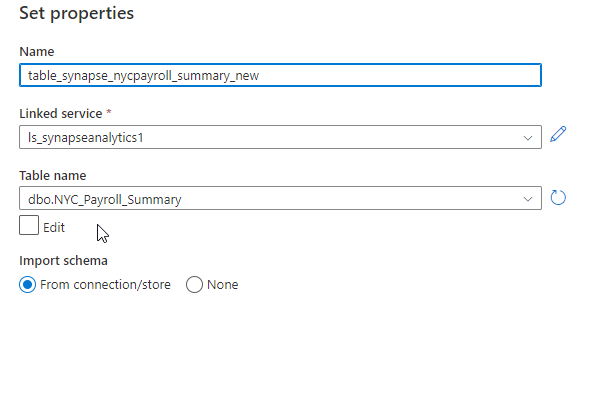 Set properties
Name
table_synapse_nycpayroll_summary_new
Linked service *
ls_synapseanalytics1
Table name
dbo.NYC_Payroll_Summary
Edit
Import schema
From connection/store None